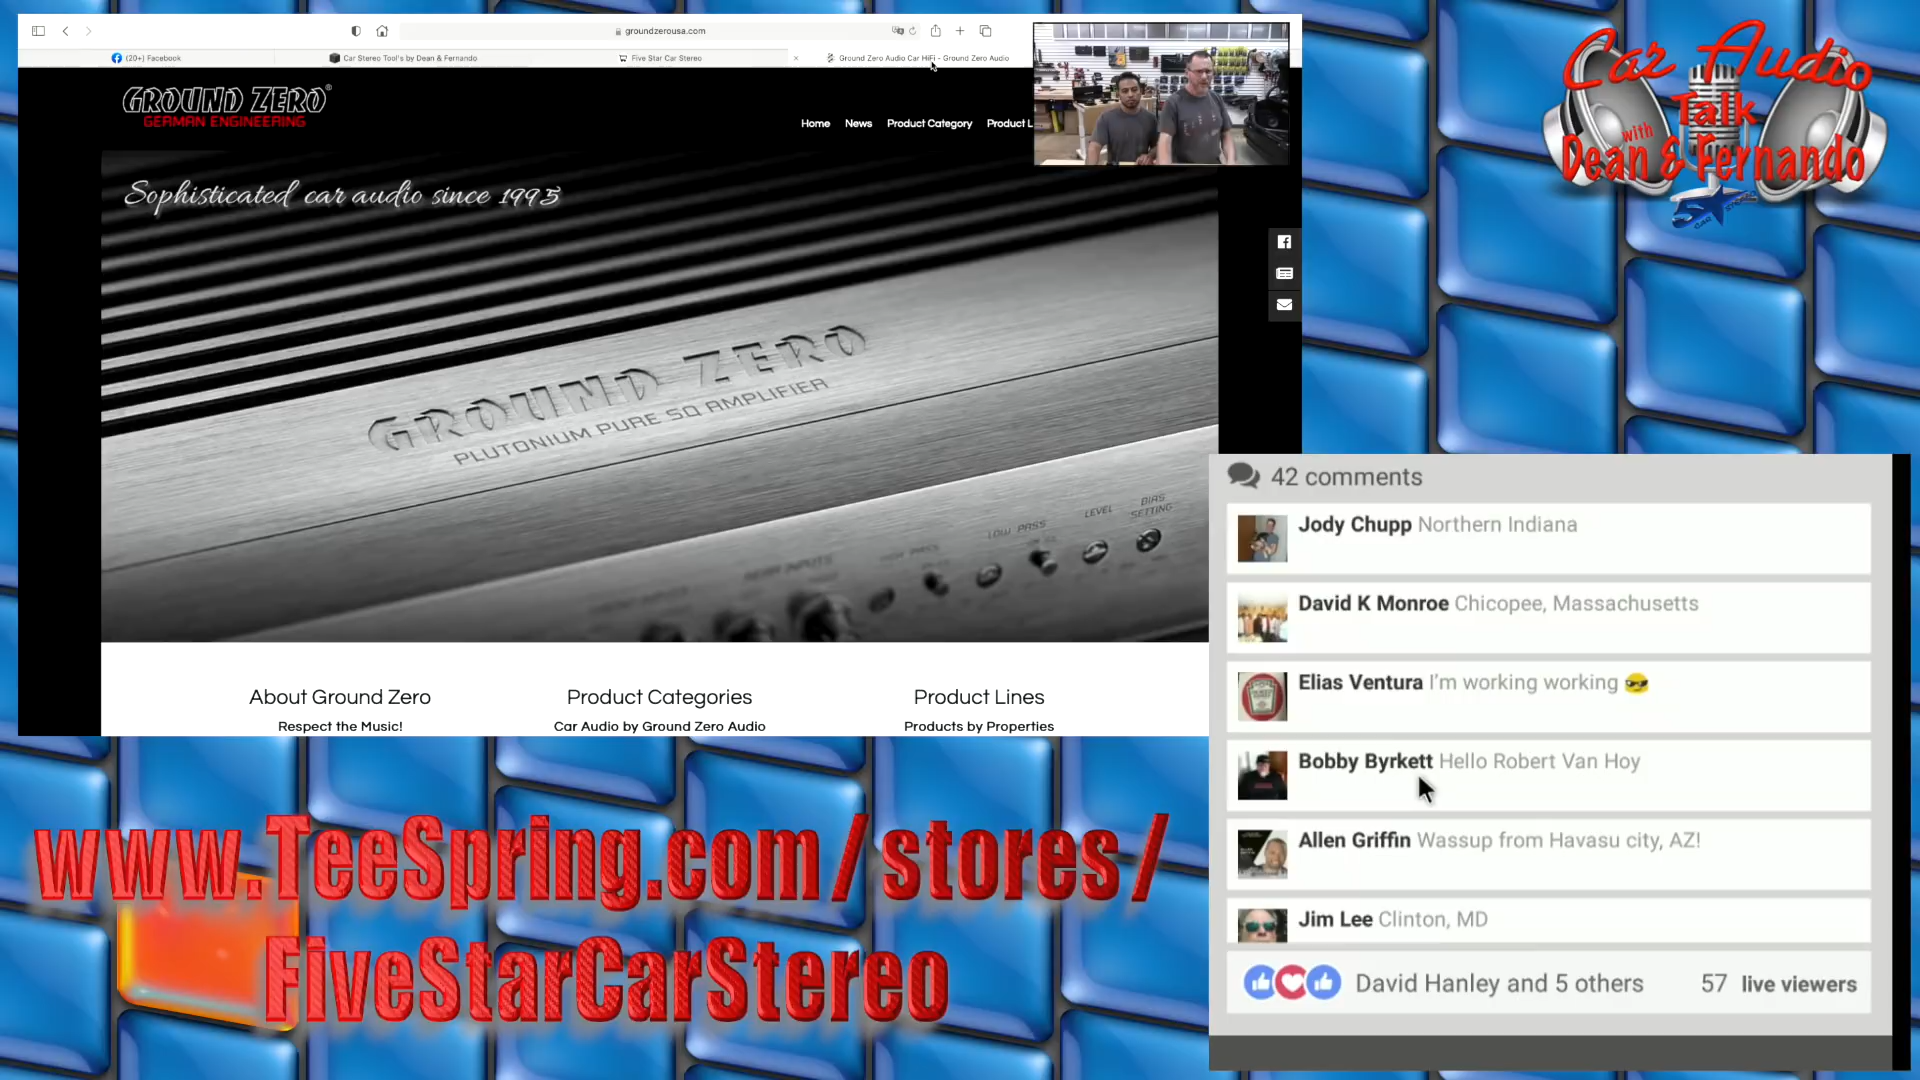 groundzerousa.com
(20+) Facebook
Car Stereo Tool's by Dean & Fernando
Five Star Car Stereo
Ground Zero Audio Car HiFi - Ground Zero Audio
GROUND ZERO®
GERMAN ENGINEERING
Home News Product Category Product L
Sophisticated car audio since 1995
GROUND ZERO
PLUTONIUM PURE SQ AMPLIFIER
LOW PASS
LEVEL
BIAS
SETTING
About Ground Zero
Respect the Music!
Product Categories
Car Audio by Ground Zero Audio
Product Lines
Products by Properties
Car Audio
Talk
with
Dean & Fernando
42 comments
Jody Chupp Northern Indiana
David K Monroe Chicopee, Massachusetts
Elias Ventura I'm working working 😎
Bobby Byrkett Hello Robert Van Hoy
Allen Griffin Wassup from Havasu city, AZ!
Jim Lee Clinton, MD
David Hanley and 5 others
57 live viewers
www.TeeSpring.com/stores/
FiveStarCarStereo